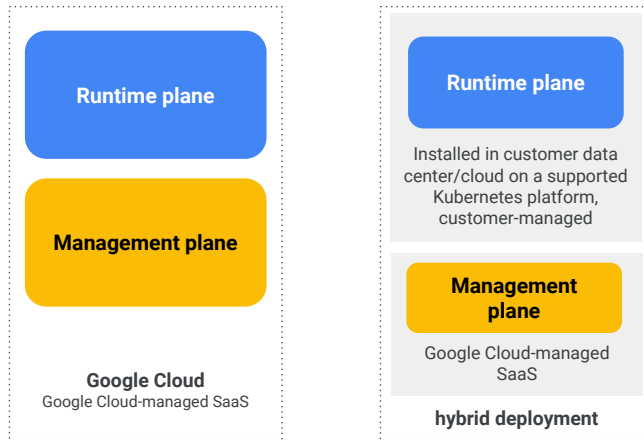 Runtime plane
Management plane
Google Cloud
Google Cloud-managed SaaS
Runtime plane
Installed in customer data
center/cloud on a supported
Kubernetes platform,
customer-managed
Management
plane
Google Cloud-managed
SaaS
hybrid deployment